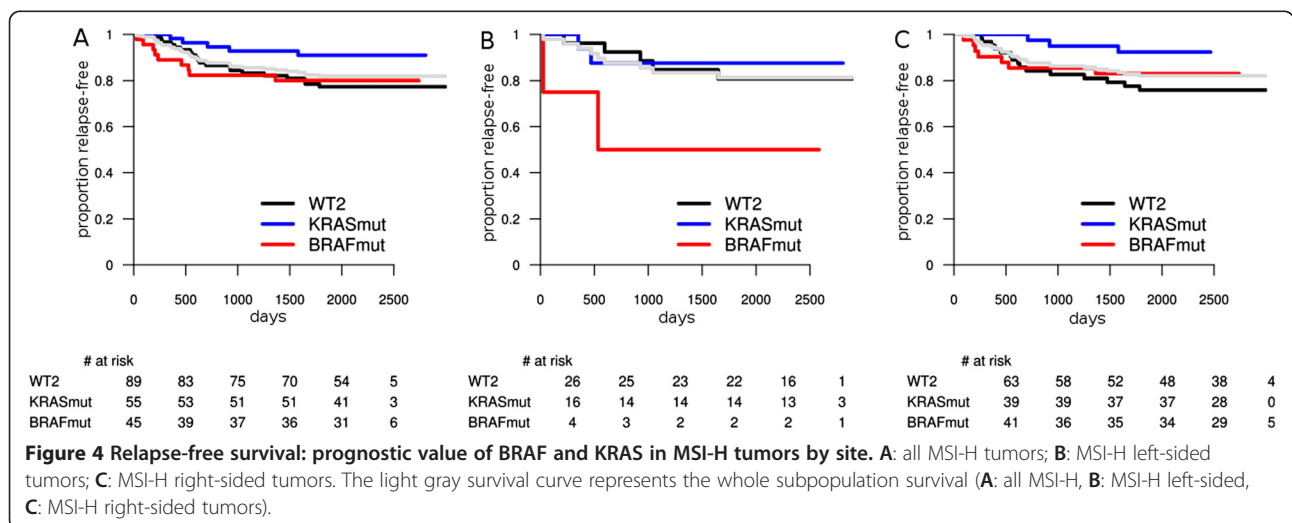 A
proportion relapse-free
1
0.8
0.6
0.4
0.2
0
WT2
KRASmut
BRAFmut
0 500 1000 1500 2000 2500
days
B
proportion relapse-free
1
0.8
0.6
0.4
0.2
0
WT2
KRASmut
BRAFmut
0 500 1000 1500 2000 2500
days
C
proportion relapse-free
1
0.8
0.6
0.4
0.2
0
WT2
KRASmut
BRAFmut
0 500 1000 1500 2000 2500
days
# at risk
WT2 89 83 75 70 54 5
KRASmut 55 53 51 51 41 3
BRAFmut 45 39 37 36 31 6
# at risk
WT2 26 25 23 22 16 1
KRASmut 16 14 14 14 13 3
BRAFmut 4 3 2 2 2 1
# at risk
WT2 63 58 52 48 38 4
KRASmut 39 39 37 37 28 0
BRAFmut 41 36 35 34 29 5
Figure 4 Relapse-free survival: prognostic value of BRAF and KRAS in MSI-H tumors by site. A: all MSI-H tumors; B: MSI-H left-sided
tumors; C: MSI-H right-sided tumors. The light gray survival curve represents the whole subpopulation survival (A: all MSI-H, B: MSI-H left-sided,
C: MSI-H right-sided tumors).